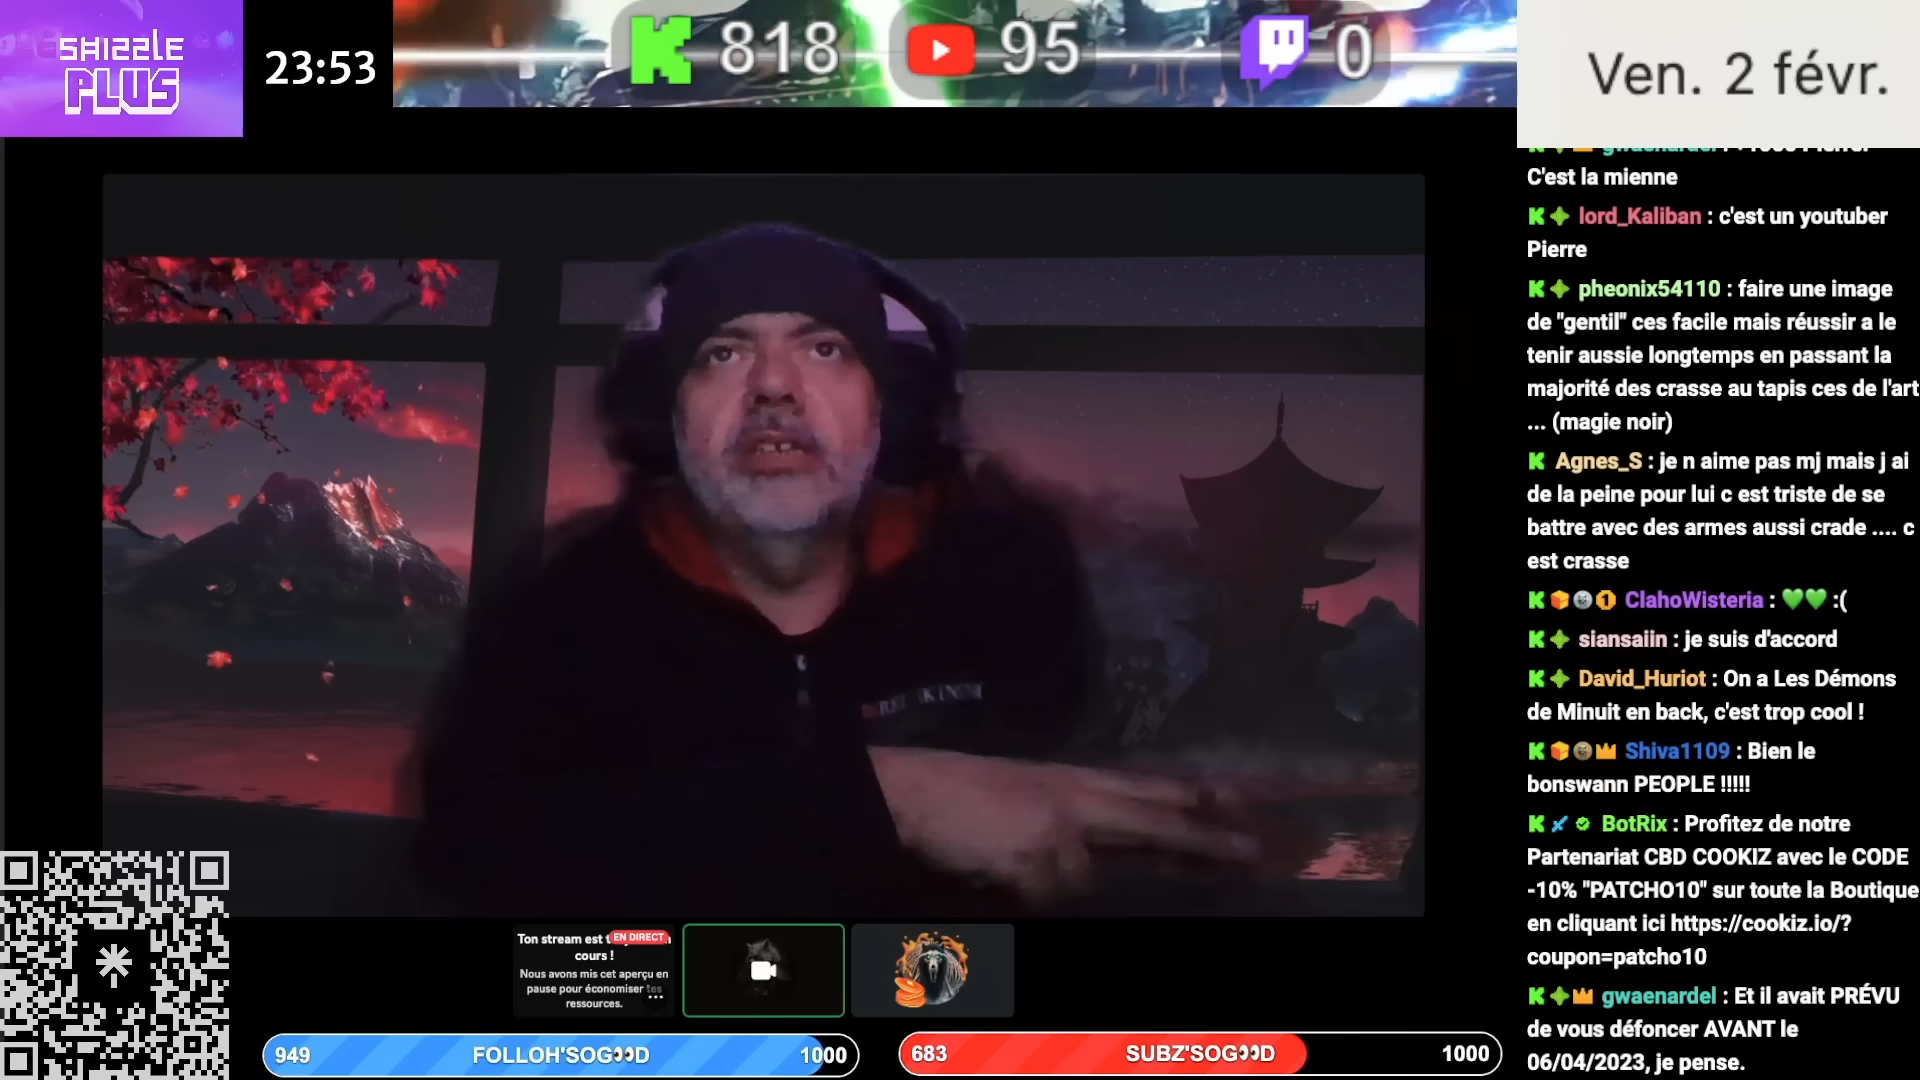 SHIZZLE
PLUS
23:53
818
95
0
Ven. 2 févr.
C'est la mienne
lord_Kaliban : c'est un youtuber
Pierre
pheonix54110 : faire une image
de "gentil" ces facile mais réussir a le
tenir aussie longtemps en passant la
majorité des crasse au tapis ces de l'art
... (magie noir)
Agnes_S : je n aime pas mj mais j ai
de la peine pour lui c est triste de se
battre avec des armes aussi crade .... c
est crasse
ClahoWisteria : 💚💚 :(
siansaiin : je suis d'accord
David_Huriot : On a Les Démons
de Minuit en back, c'est trop cool !
Shiva1109 : Bien le
bonswann PEOPLE !!!!!
BotRix : Profitez de notre
Partenariat CBD COOKIZ avec le CODE
-10% "PATCHO10" sur toute la Boutique
en cliquant ici https://cookiz.io/?
coupon=patcho10
gwaenardel : Et il avait PRÉVU
de vous défoncer AVANT le
06/04/2023, je pense.
Ton stream est
EN DIRECT
cours !
Nous avons mis cet aperçu en
pause pour économiser tes
ressources.
949 FOLLOH'SOG👀D 1000
683 SUBZ'SOG👀D 1000